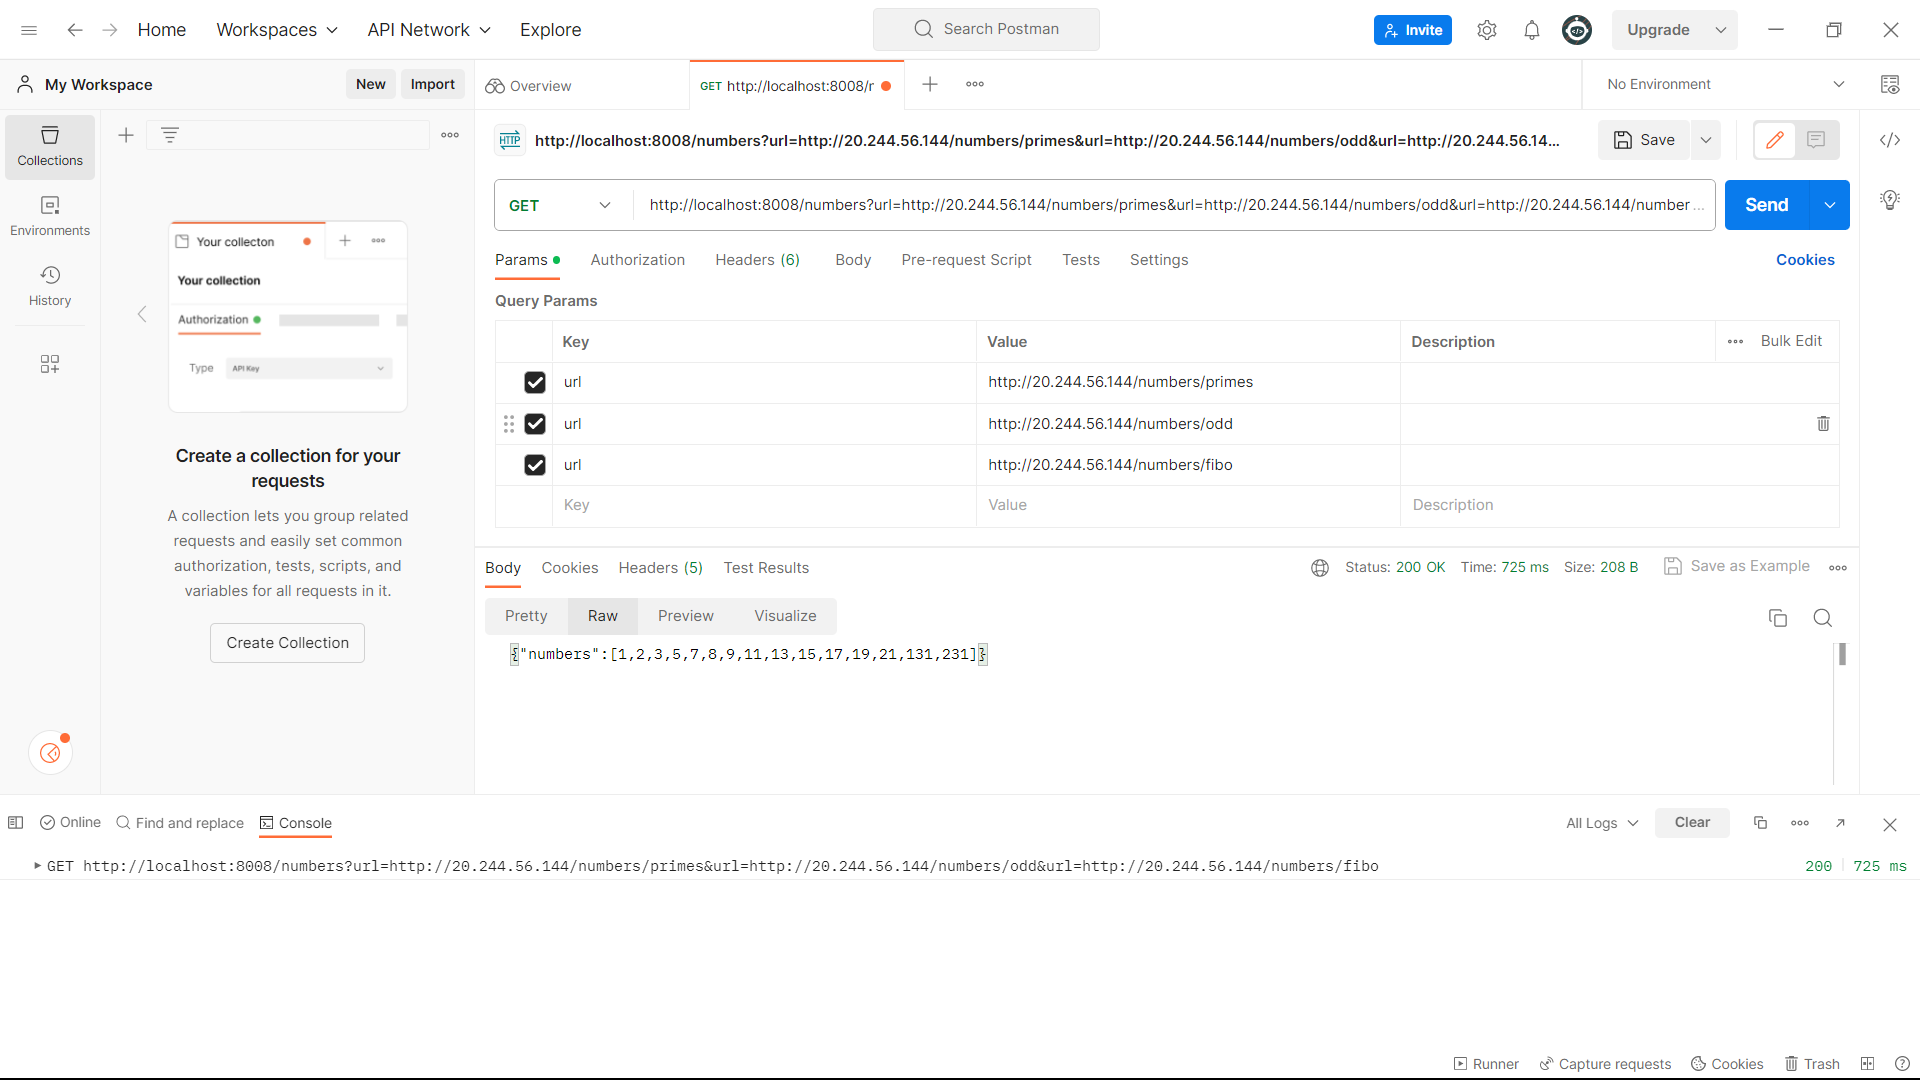 Home Workspaces API Network Explore Search Postman Invite Upgrade
My Workspace New Import Overview GET http://localhost:8008/r No Environment
Collections
Environments
History
Your collecton
Your collection
Authorization
Type API Key
Create a collection for your
requests
A collection lets you group related
requests and easily set common
authorization, tests, scripts, and
variables for all requests in it.
Create Collection
HTTP http://localhost:8008/numbers?url=http://20.244.56.144/numbers/primes&url=http://20.244.56.144/numbers/odd&url=http://20.244.56.14... Save
GET http://localhost:8008/numbers?url=http://20.244.56.144/numbers/primes&url=http://20.244.56.144/numbers/odd&url=http://20.244.56.144/number ... Send
Params Authorization Headers (6) Body Pre-request Script Tests Settings Cookies
Query Params
Key Value Description Bulk Edit
url http://20.244.56.144/numbers/primes
url http://20.244.56.144/numbers/odd
url http://20.244.56.144/numbers/fibo
Key Value Description
Body Cookies Headers (5) Test Results Status: 200 OK Time: 725 ms Size: 208 B Save as Example
Pretty Raw Preview Visualize
{"numbers":[1,2,3,5,7,8,9,11,13,15,17,19,21,131,231]}
Online Find and replace Console All Logs Clear
GET http://localhost:8008/numbers?url=http://20.244.56.144/numbers/primes&url=http://20.244.56.144/numbers/odd&url=http://20.244.56.144/numbers/fibo 200 725 ms
Runner Capture requests Cookies Trash